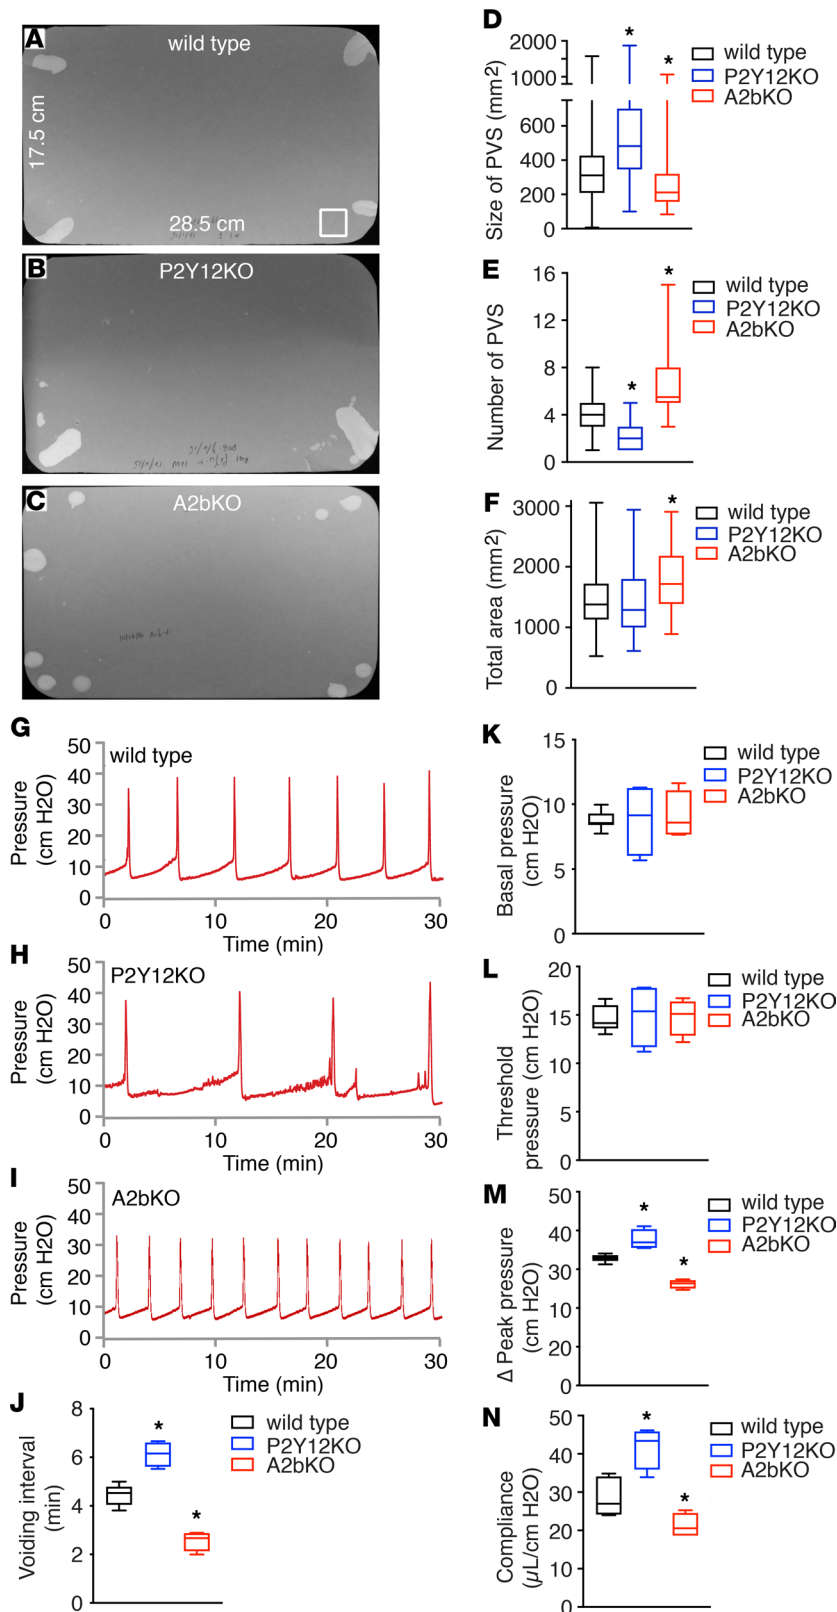 A
wild type
17.5 cm
28.5 cm
B
P2Y12KO
C
A2bKO
D
Size of PVS (mm2)
2000
1000
600
400
200
0
*
*
wild type
P2Y12KO
A2bKO
E
Number of PVS
16
12
8
4
0
*
*
wild type
P2Y12KO
A2bKO
F
Total area (mm2)
3000
2000
1000
0
*
wild type
P2Y12KO
A2bKO
G
wild type
Pressure
(cm H2O)
50
40
30
20
10
0
0 10 20 30
Time (min)
H
P2Y12KO
Pressure
(cm H2O)
50
40
30
20
10
0
0 10 20 30
Time (min)
I
A2bKO
Pressure
(cm H2O)
50
40
30
20
10
0
0 10 20 30
Time (min)
J
Voiding interval
(min)
8
6
4
2
0
*
*
wild type
P2Y12KO
A2bKO
K
Basal pressure
(cm H2O)
15
10
5
0
wild type
P2Y12KO
A2bKO
L
Threshold
pressure (cm H2O)
20
15
10
5
0
wild type
P2Y12KO
A2bKO
M
Δ Peak pressure
(cm H2O)
50
40
30
10
20
0
*
*
wild type
P2Y12KO
A2bKO
N
Compliance
(µL/cm H2O)
50
40
30
20
10
0
*
*
wild type
P2Y12KO
A2bKO